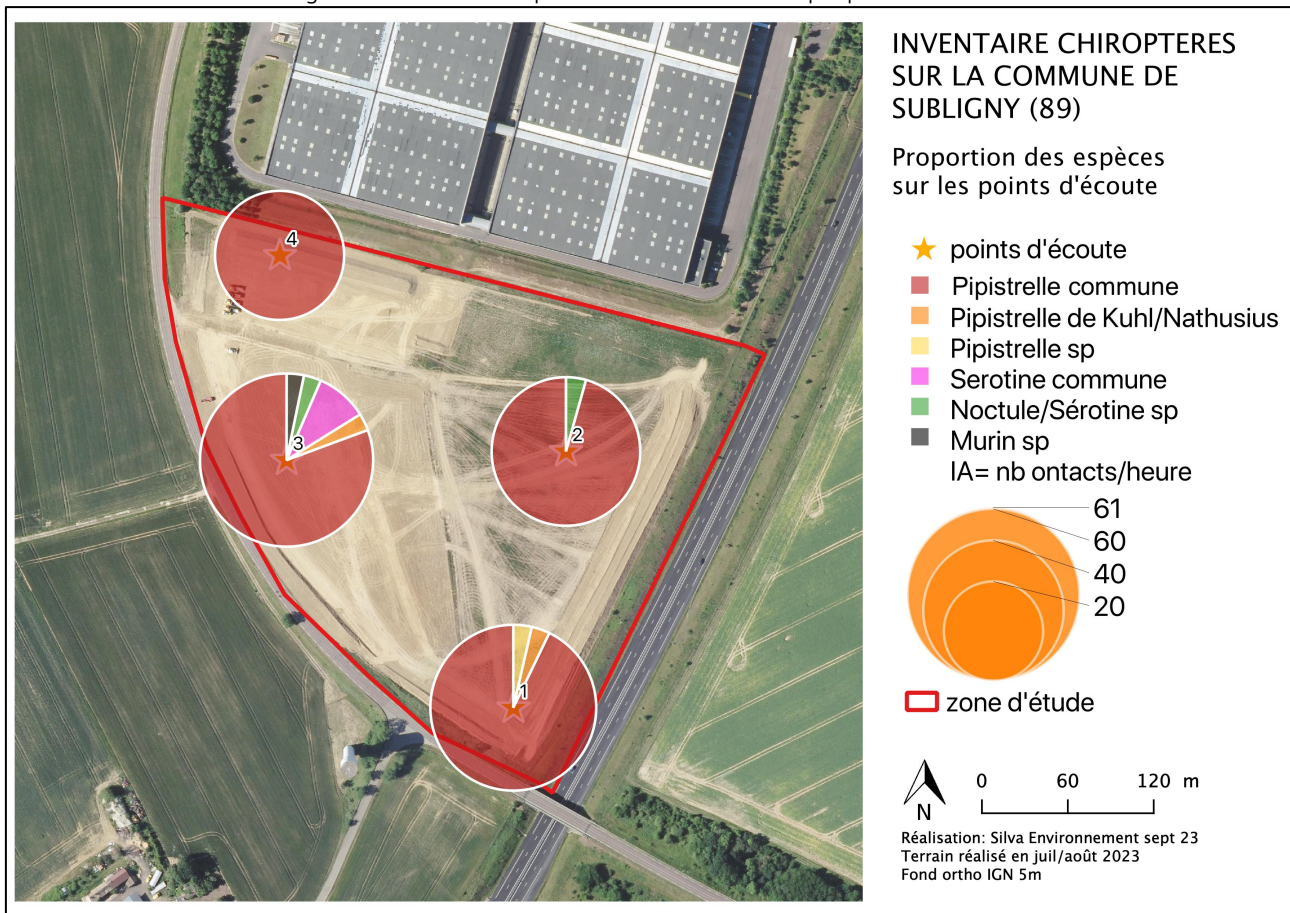 INVENTAIRE CHIROPTERES
SUR LA COMMUNE DE
SUBLIGNY (89)
Proportion des espèces
sur les points d'écoute
points d'écoute
Pipistrelle commune
Pipistrelle de Kuhl/Nathusius
Pipistrelle sp
Serotine commune
Noctule/Sérotine sp
Murin sp
IA= nb ontacts/heure
61
60
40
20
zone d'étude
N
0 60 120 m
Réalisation: Silva Environnement sept 23
Terrain réalisé en juil/août 2023
Fond ortho IGN 5m
4
3
2
1